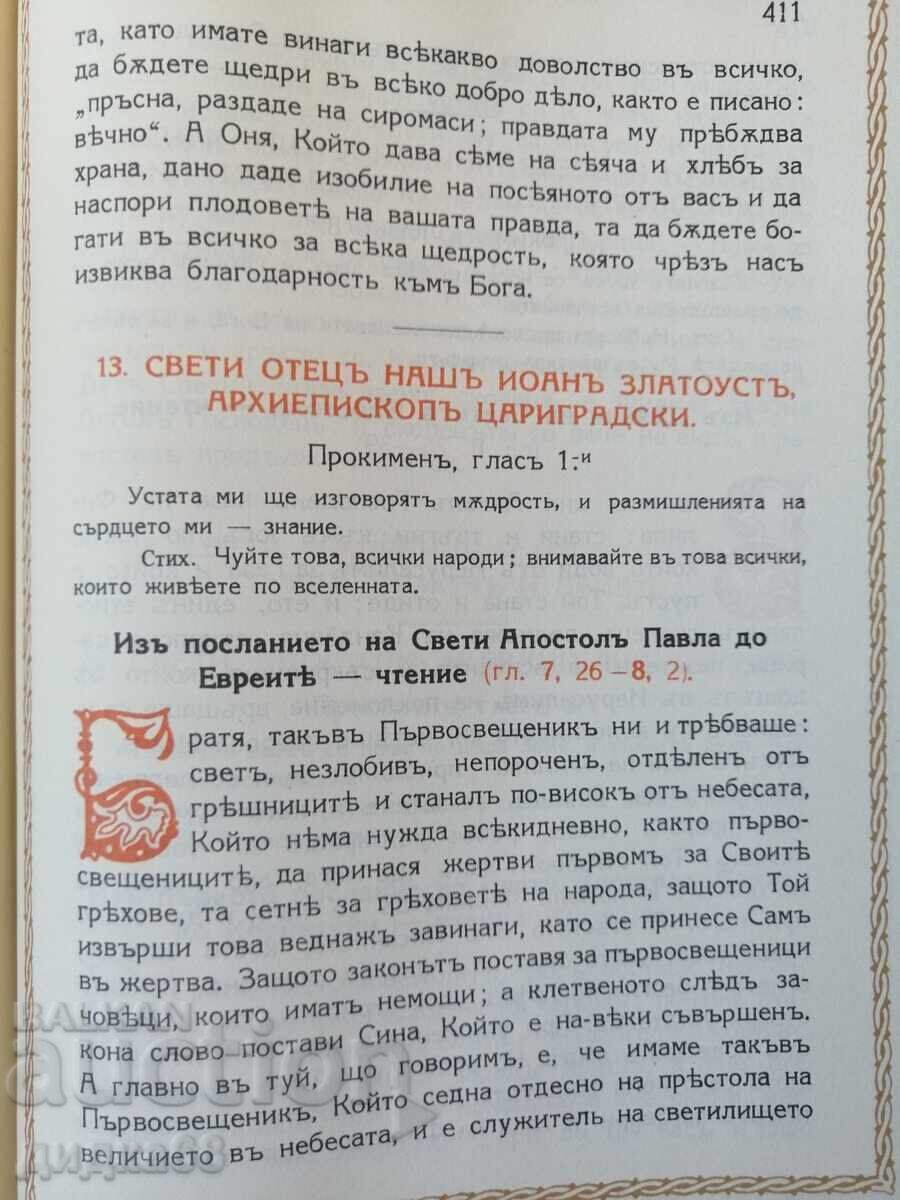 411
та, като имате винаги всѣкакво доволство въ всичко,
да бѫдете щедри въ всѣко добро дѣло, както е писано:
„пръсна, раздаде на сиромаси; правдата му прѣбѫдва
вѣчно“. А Оня, Който дава сѣме на сѣяча и хлѣбъ за
храна, дано даде изобилие на посѣяното отъ васъ и да
наспори плодоветѣ на вашата правда, та да бѫдете бо-
гати въ всичко за всѣка щедрость, която чрѣзъ насъ
извиква благодарность къмъ Бога.
13. СВЕТИ ОТЕЦЪ НАШЪ ИОАНЪ ЗЛАТОУСТЪ,
АРХИЕПИСКОПЪ ЦАРИГРАДСКИ.
Прокименъ, гласъ 1:-и
Устата ми ще изговорятъ мѫдрость, и размишленията на
сърдцето ми — знание.
Стих. Чуйте това, всички народи; внимавайте въ това всички,
които живѣете по вселенната.
Изъ посланието на Свети Апостолъ Павла до
Евреитѣ — чтение (гл. 7, 26 – 8, 2).
Братя, такъвъ Първосвещеникъ ни и трѣбваше:
светъ, незлобивъ, непороченъ, отдѣленъ отъ
грѣшницитѣ и станалъ по-високъ отъ небесата,
Който нѣма нужда всѣкидневно, както първо-
свещеницитѣ, да принася жертви първомъ за Своитѣ
грѣхове, та сетнѣ за грѣховетѣ на народа, защото Той
извърши това веднажъ завинаги, като се принесе Самъ
въ жертва. Защото законътъ поставя за първосвещеници
човѣци, които иматъ немощи; а клетвеното слѣдъ за-
кона слово постави Сина, Който е на-вѣки съвършенъ.
А главно въ туй, що говоримъ, е, че имаме такъвъ
Първосвещеникъ, Който седна отдесно на прѣстола на
величието въ небесата, и е служитель на светилището
BALKAN
auction
дидка68